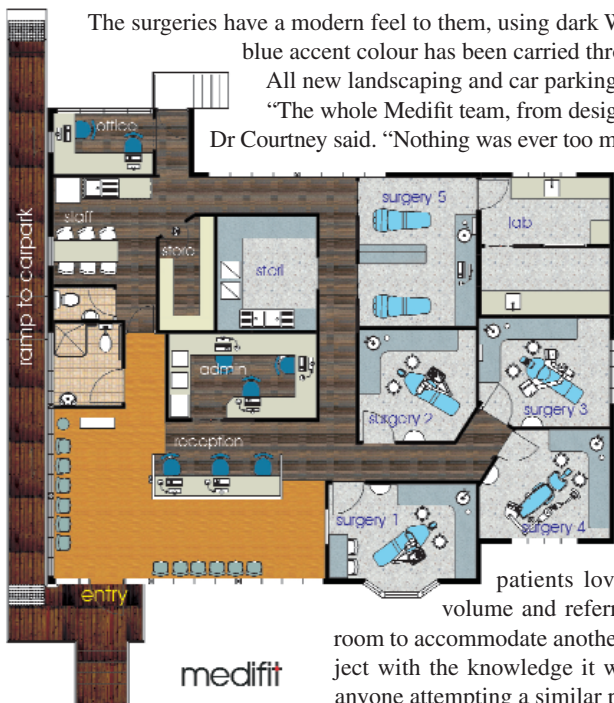 The surgeries have a modern feel to them, using dark W
blue accent colour has been carried thr
All new landscaping and car parking
“The whole Medifit team, from desig
Dr Courtney said. “Nothing was ever too m
office
staff
store
steri
surgery 5
lab
ramp to carpark
admin
surgery 2
surgery 3
reception
surgery 1
surgery 4
entry
medifit
patients lov
volume and referr
room to accommodate another
ject with the knowledge it w
anyone attempting a similar p